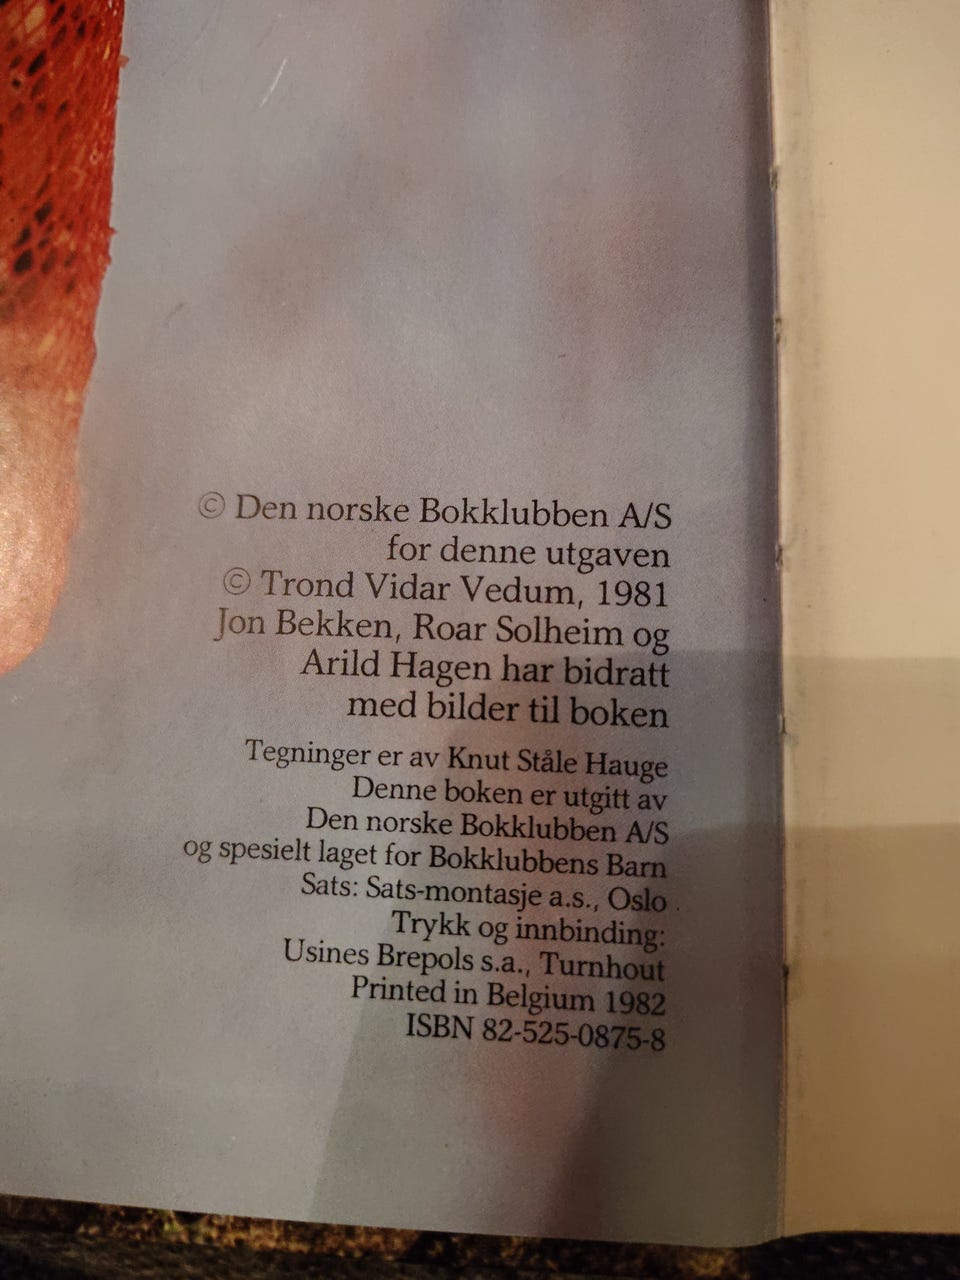 © Den norske Bokklubben A/S
for denne utgaven
© Trond Vidar Vedum, 1981
Jon Bekken, Roar Solheim og
Arild Hagen har bidratt
med bilder til boken
Tegninger er av Knut Ståle Hauge
Denne boken er utgitt av
Den norske Bokklubben A/S
og spesielt laget for Bokklubbens Barn
Sats: Sats-montasje a.s., Oslo
Trykk og innbinding:
Usines Brepols s.a., Turnhout
Printed in Belgium 1982
ISBN 82-525-0875-8